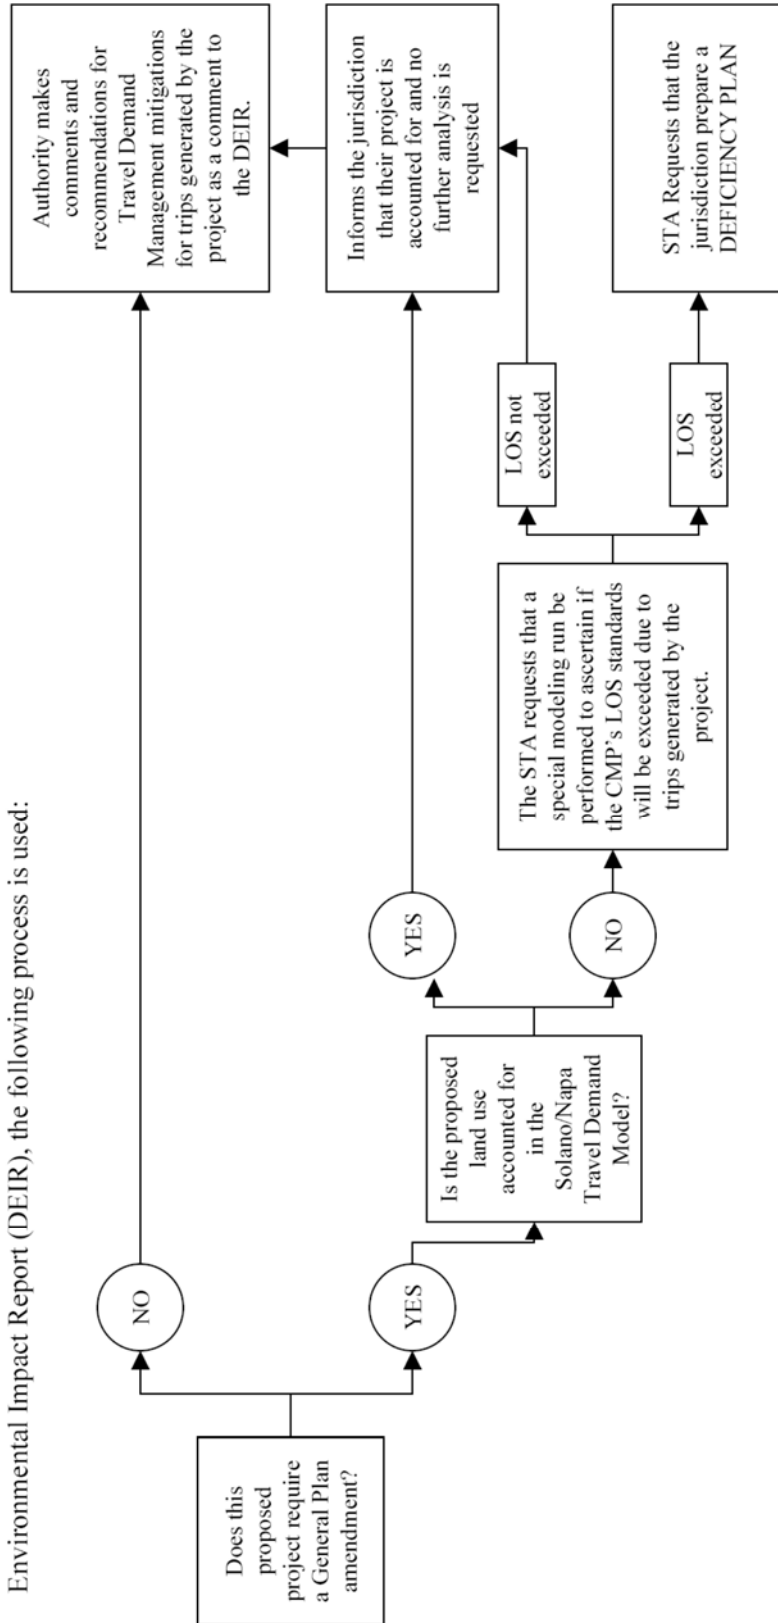 Environmental Impact Report (DEIR), the following process is used:
Does this
proposed
project require
a General Plan
amendment?
NO
YES
Is the proposed
land use
accounted for
in the
Solano/Napa
Travel Demand
Model?
YES
NO
The STA requests that a
special modeling run be
performed to ascertain if
the CMP's LOS standards
will be exceeded due to
trips generated by the
project.
LOS not
exceeded
LOS
exceeded
Authority makes
comments and
recommendations for
Travel Demand
Management mitigations
for trips generated by the
project as a comment to
the DEIR.
Informs the jurisdiction
that their project is
accounted for and no
further analysis is
requested
STA Requests that the
jurisdiction prepare a
DEFICIENCY PLAN